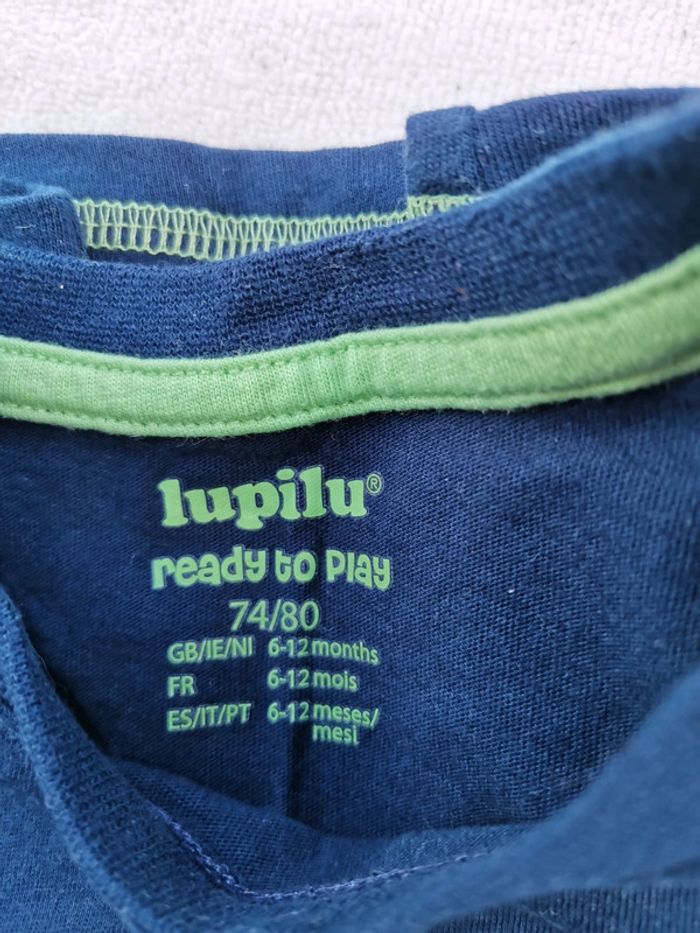 lupilu®
ready to play
74/80
GB/IE/NI 6-12 months
FR 6-12 mois
ES/IT/PT 6-12 meses/
mesi